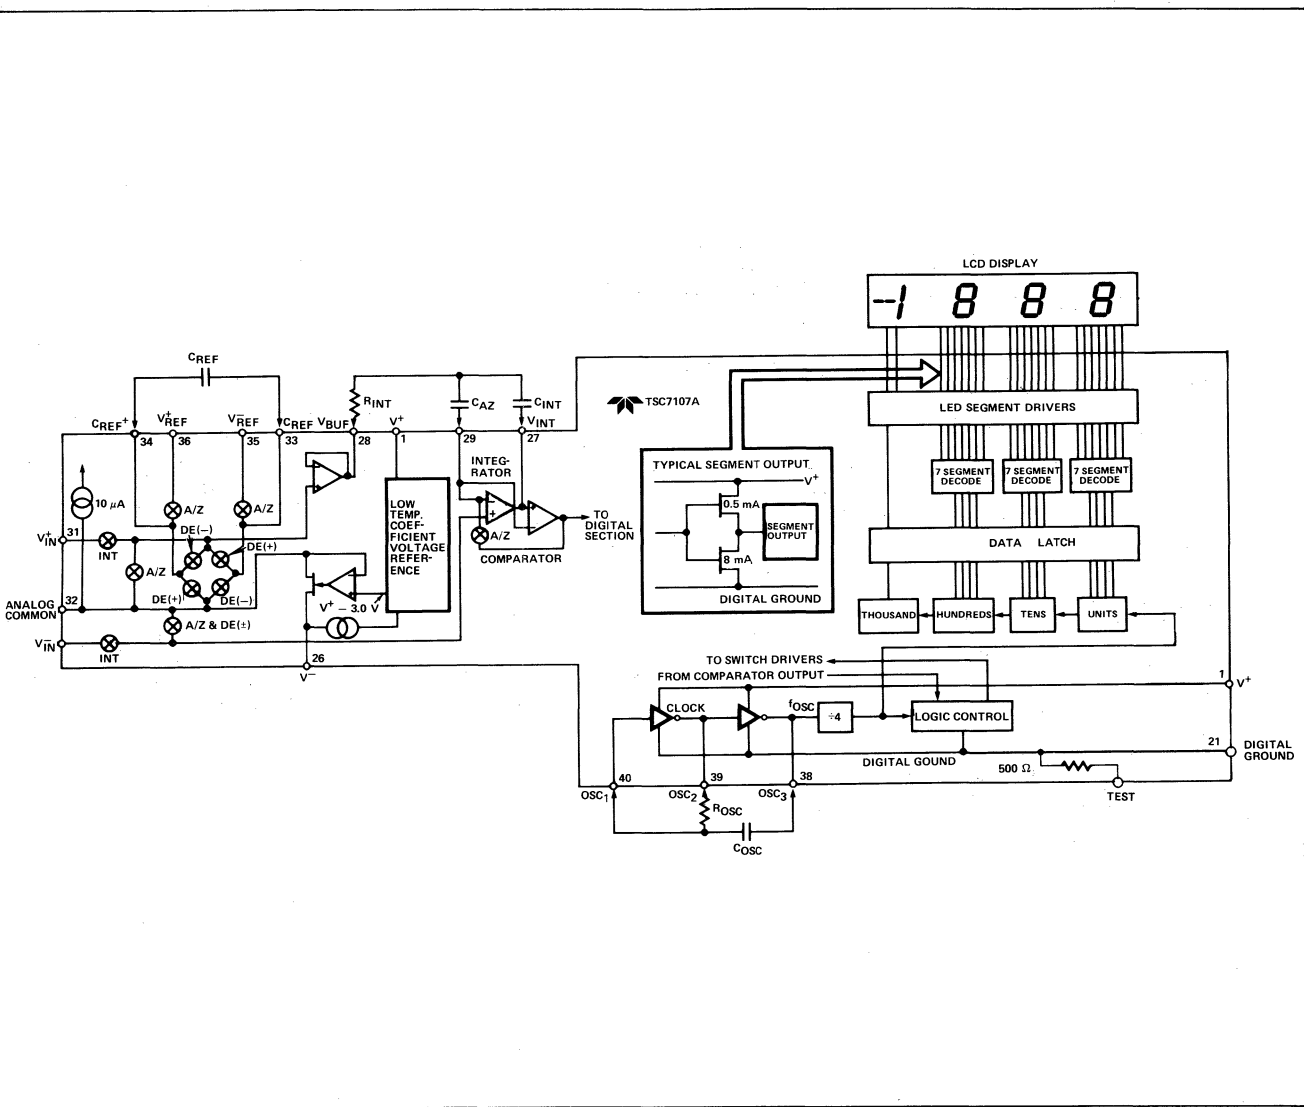 LCD DISPLAY
-1 8 8 8
CREF
RINT
CAZ
CINT
TSC7107A
LED SEGMENT DRIVERS
CREF+
V+REF
V-REF
CREF
VBUF
V+
VINT
34
36
35
33
28
1
29
27
INTEG-
RATOR
TYPICAL SEGMENT OUTPUT
V+
7 SEGMENT
DECODE
7 SEGMENT
DECODE
7 SEGMENT
DECODE
10 µA
LOW
TEMP.
COEF-
FICIENT
VOLTAGE
REFER-
ENCE
0.5 mA
SEGMENT
OUTPUT
8 mA
DIGITAL GROUND
A/Z
A/Z
TO
DIGITAL
SECTION
DATA LATCH
31
V+IN
INT
DE(–)
DE(+)
A/Z
COMPARATOR
A/Z
DE(+)
DE(–)
32
ANALOG
COMMON
V+ – 3.0 V
A/Z & DE(±)
V-IN
INT
26
V–
THOUSAND
HUNDREDS
TENS
UNITS
TO SWITCH DRIVERS
FROM COMPARATOR OUTPUT
1
V+
CLOCK
fOSC
÷4
LOGIC CONTROL
21
DIGITAL
GROUND
DIGITAL GOUND
500 Ω
TEST
40
39
38
OSC1
OSC2
OSC3
ROSC
COSC